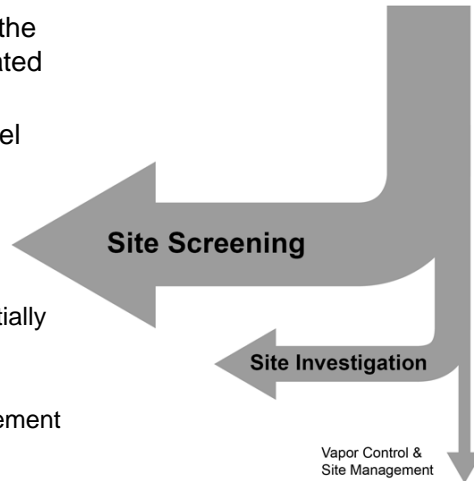 the
ated
el
Site Screening
tially
Site Investigation
ement
Vapor Control &
Site Management